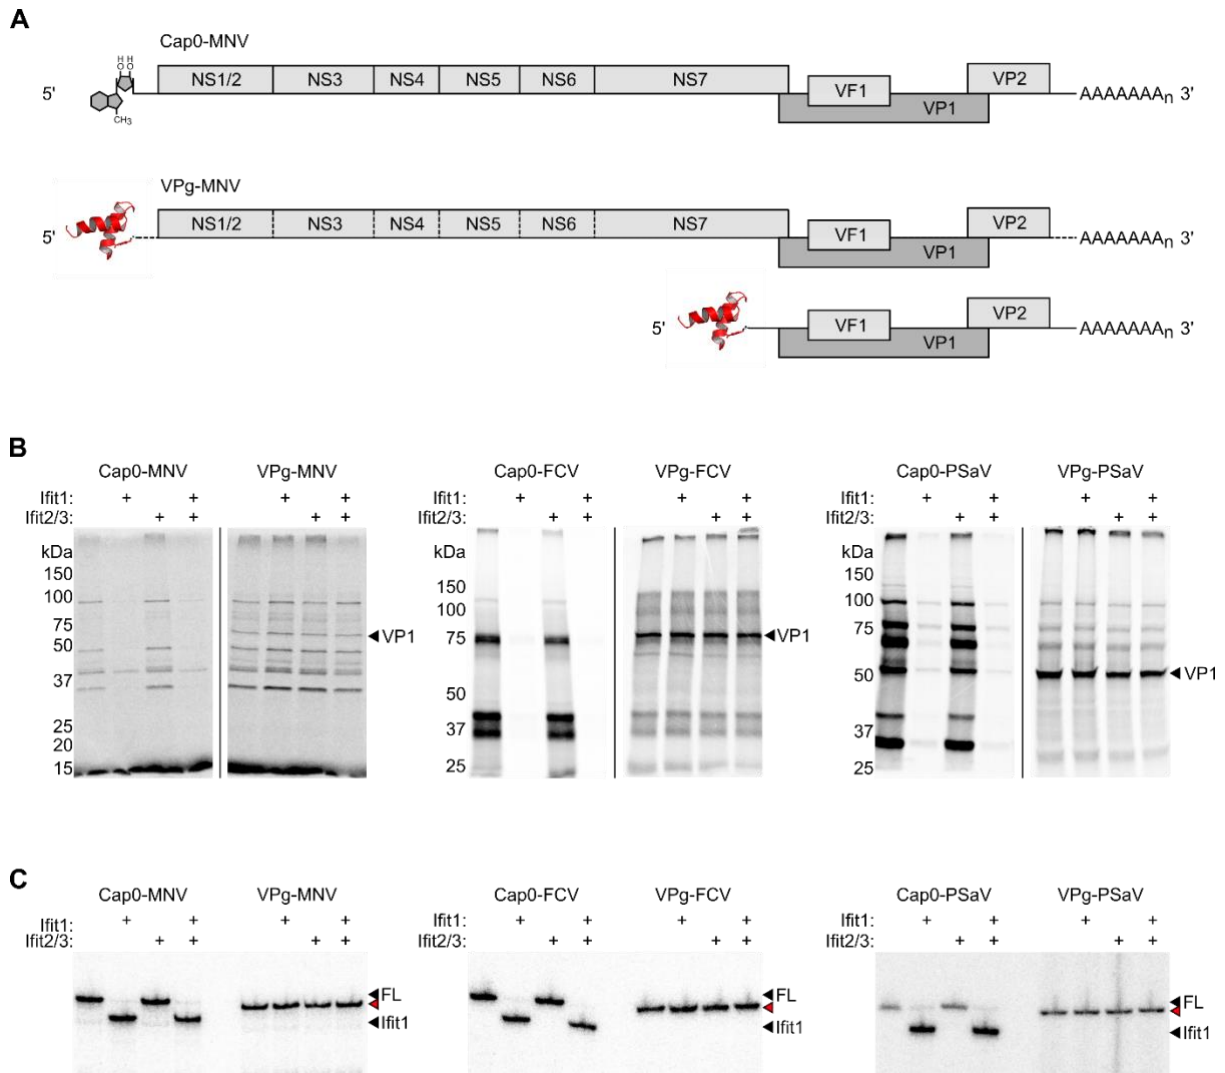 A
Cap0-MNV
H H
O O
5' NS1/2 NS3 NS4 NS5 NS6 NS7 VF1 VP1 VP2 AAAAAAAn 3'
CH3
VPg-MNV
5' NS1/2 NS3 NS4 NS5 NS6 NS7 VF1 VP1 VP2 AAAAAAAn 3'
5' VF1 VP1 VP2 AAAAAAAn 3'
B
Cap0-MNV VPg-MNV
Ifit1: + + + +
Ifit2/3: + + + +
kDa
150
100
75
50
37
25
20
15
VP1
Cap0-FCV VPg-FCV
Ifit1: + + + +
Ifit2/3: + + + +
kDa
150
100
75
50
37
25
VP1
Cap0-PSaV VPg-PSaV
Ifit1: + + + +
Ifit2/3: + + + +
kDa
150
100
75
50
37
25
VP1
C
Cap0-MNV VPg-MNV
Ifit1: + + + +
Ifit2/3: + + + +
FL
Ifit1
Cap0-FCV VPg-FCV
Ifit1: + + + +
Ifit2/3: + + + +
FL
Ifit1
Cap0-PSaV VPg-PSaV
Ifit1: + + + +
Ifit2/3: + + + +
FL
Ifit1